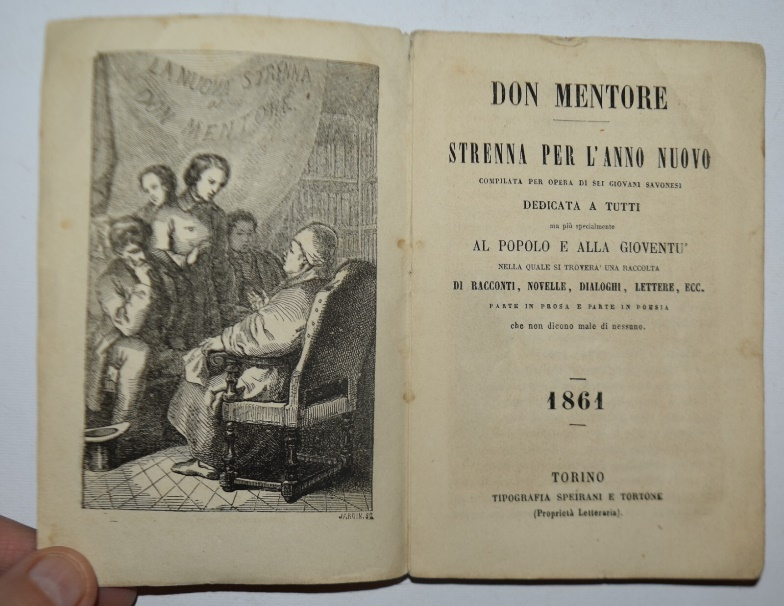 LA NUOVA STRENNA
DI
DON MENTORE
JARDIN. SC
DON MENTORE
STRENNA PER L'ANNO NUOVO
COMPILATA PER OPERA DI SEI GIOVANI SAVONESI
DEDICATA A TUTTI
ma più specialmente
AL POPOLO E ALLA GIOVENTU'
NELLA QUALE SI TROVERA' UNA RACCOLTA
DI RACCONTI, NOVELLE, DIALOGHI, LETTERE, ECC.
PARTE IN PROSA E PARTE IN POESIA
che non dicono male di nessuno.
1861
TORINO
TIPOGRAFIA SPEIRANI E TORTONE
(Proprietà Letteraria).